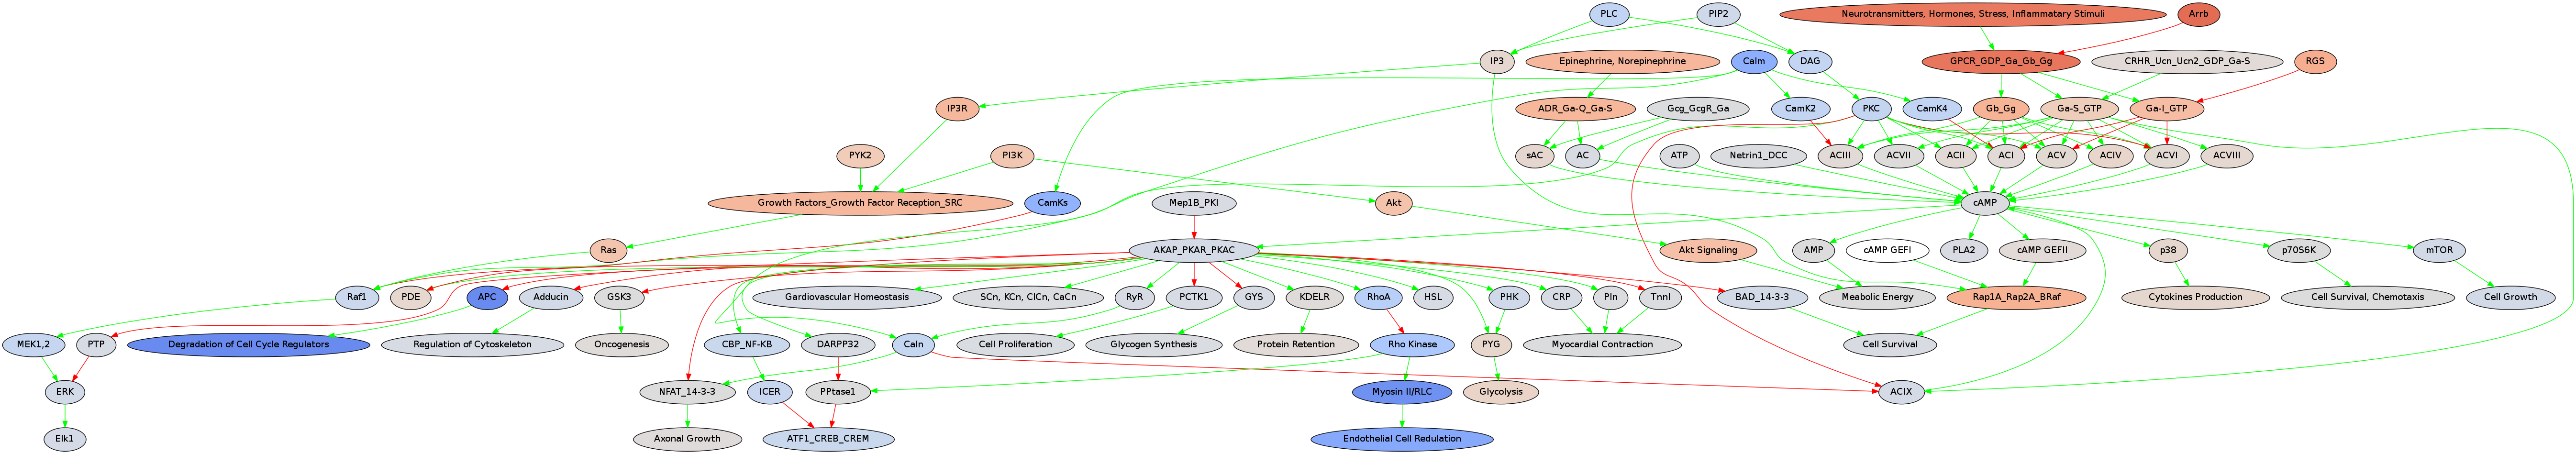 PLC
PIP2
Neurotransmitters, Hormones, Stress, Inflammatary Stimuli
Arrb
IP3
Epinephrine, Norepinephrine
Calm
DAG
GPCR_GDP_Ga_Gb_Gg
CRHR_Ucn_Ucn2_GDP_Ga-S
RGS
IP3R
ADR_Ga-Q_Ga-S
Gcg_GcgR_Ga
CamK2
PKC
CamK4
Gb_Gg
Ga-S_GTP
Ga-I_GTP
PYK2
PI3K
sAC
AC
ATP
Netrin1_DCC
ACIII
ACVII
ACII
ACI
ACV
ACIV
ACVI
ACVIII
Growth Factors_Growth Factor Reception_SRC
CamKs
Mep1B_PKI
Akt
cAMP
Ras
AKAP_PKAR_PKAC
Akt Signaling
AMP
cAMP GEFI
PLA2
cAMP GEFII
p38
p70S6K
mTOR
Raf1
PDE
APC
Adducin
GSK3
Gardiovascular Homeostasis
SCn, KCn, ClCn, CaCn
RyR
PCTK1
GYS
KDELR
RhoA
HSL
PHK
CRP
Pln
TnnI
BAD_14-3-3
Meabolic Energy
Rap1A_Rap2A_BRaf
Cytokines Production
Cell Survival, Chemotaxis
Cell Growth
MEK1,2
PTP
Degradation of Cell Cycle Regulators
Regulation of Cytoskeleton
Oncogenesis
CBP_NF-KB
DARPP32
Caln
Cell Proliferation
Glycogen Synthesis
Protein Retention
Rho Kinase
PYG
Myocardial Contraction
Cell Survival
ERK
NFAT_14-3-3
ICER
PPtase1
Myosin II/RLC
Glycolysis
ACIX
Elk1
Axonal Growth
ATF1_CREB_CREM
Endothelial Cell Redulation